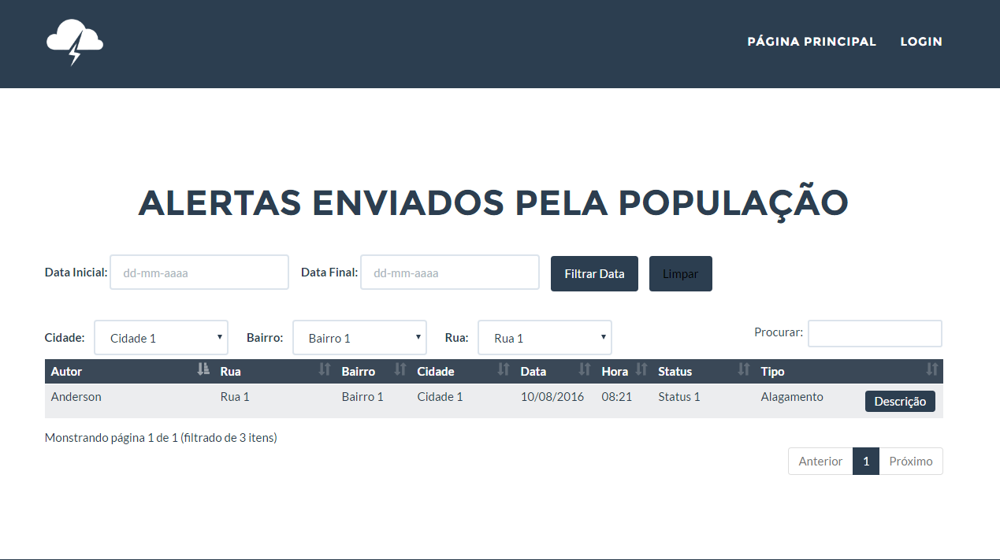 PÁGINA PRINCIPAL LOGIN
ALERTAS ENVIADOS PELA POPULAÇÃO
Data Inicial: dd-mm-aaaa Data Final: dd-mm-aaaa Filtrar Data Limpar
Cidade: Cidade 1 Bairro: Bairro 1 Rua: Rua 1 Procurar:
Autor Rua Bairro Cidade Data Hora Status Tipo
Anderson Rua 1 Bairro 1 Cidade 1 10/08/2016 08:21 Status 1 Alagamento Descrição
Monstrando página 1 de 1 (filtrado de 3 itens)
Anterior 1 Próximo